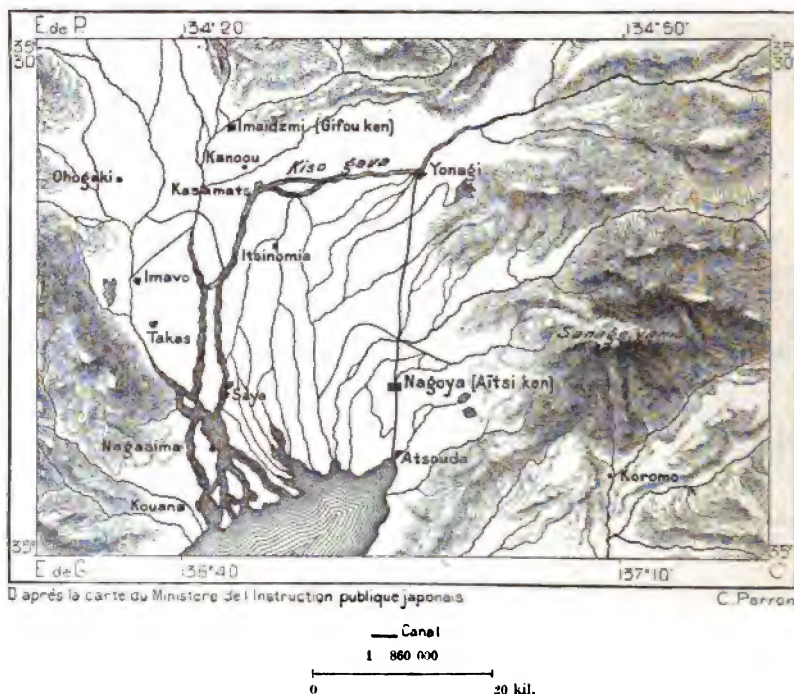 E. de P. 134°20 134°50'
35°
30
35°
30
Imaidzmi (Gifou ken)
Kanoou
Kiso gava
Yonagi
Ohogaki
Kasamats
Itsinomia
Imavo
Takas
Sanage yama
Nagoya (Aïtsi ken)
Saya
Nagasima
Atsouda
Koromo
Kouana
35°
35°
E de G. 136°40 137°10' C
D'après la carte du Ministère de l'Instruction publique japonais C. Perron
Canal
1 860 000
0 20 kil.